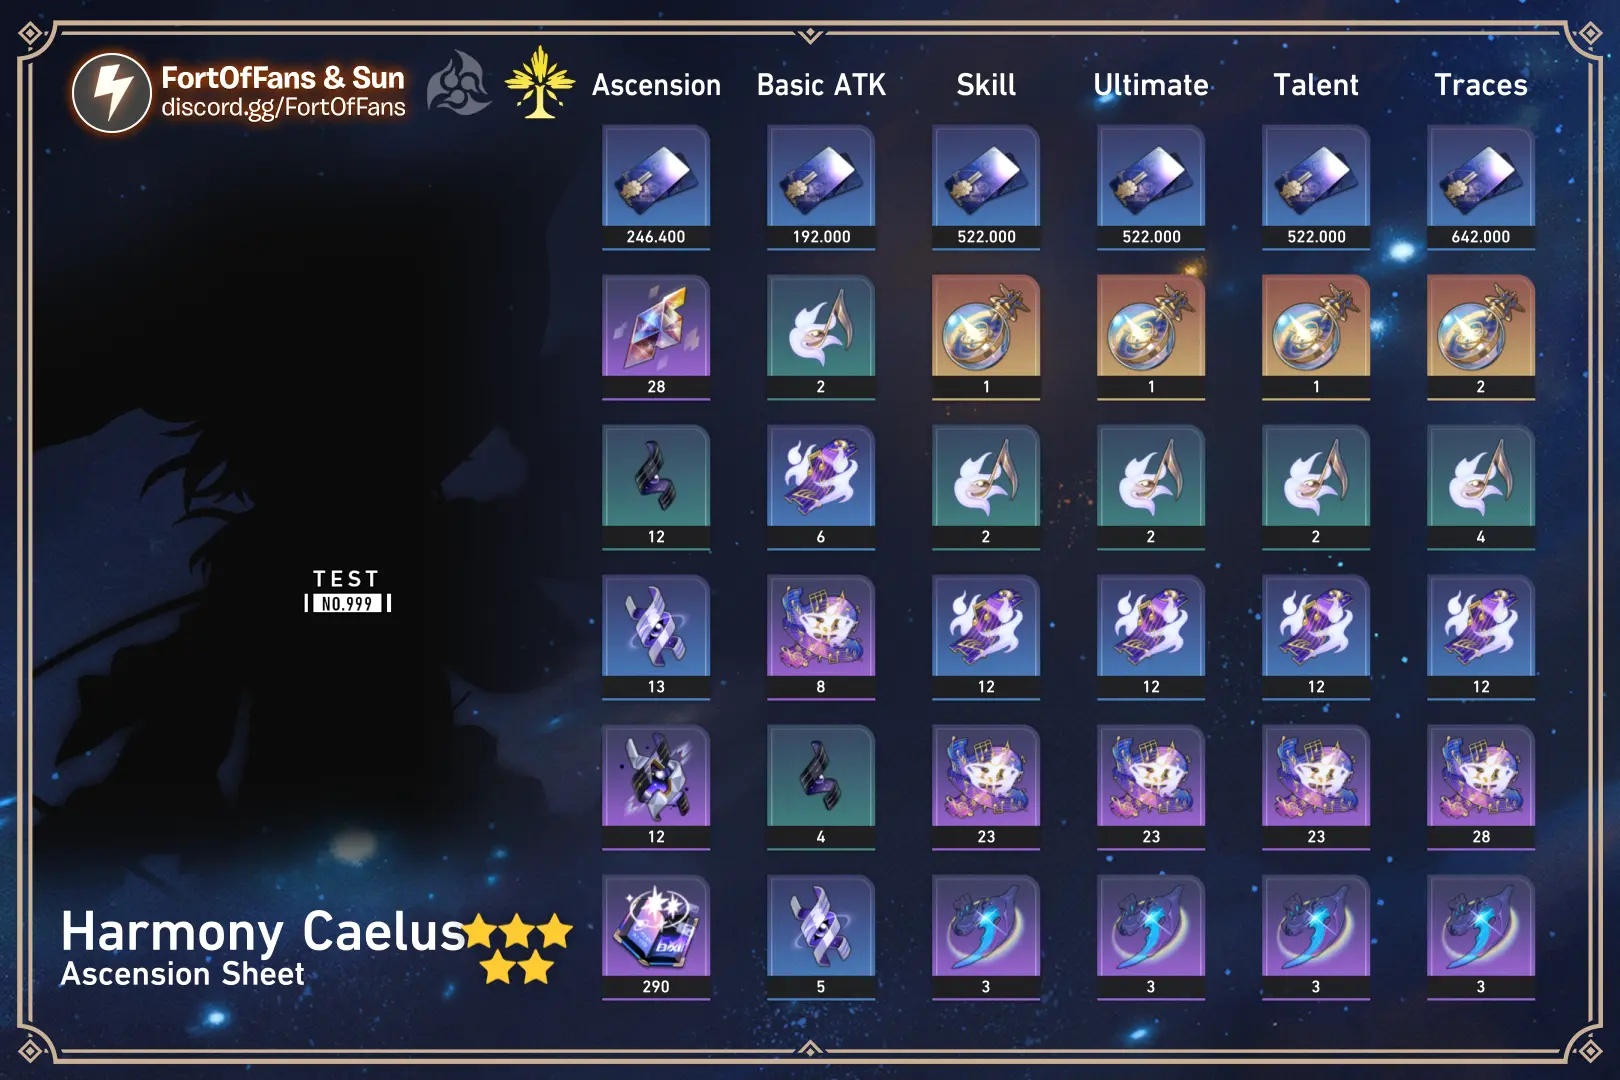 FortOfFans & Sun
discord.gg/FortOfFans
Ascension Basic ATK Skill Ultimate Talent Traces
246.400 192.000 522.000 522.000 522.000 642.000
28 2 1 1 1 2
12 6 2 2 2 4
TEST
NO.999
13 8 12 12 12 12
12 4 23 23 23 28
Harmony Caelus
Ascension Sheet
290 5 3 3 3 3